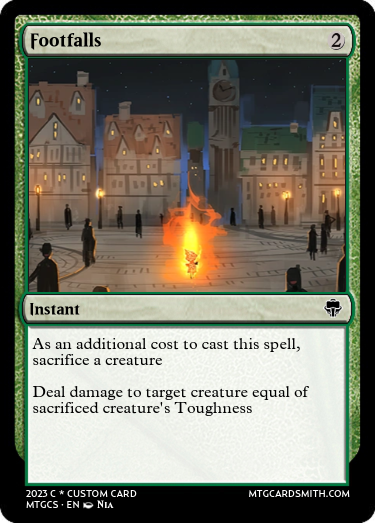 Footfalls 2
Instant
As an additional cost to cast this spell,
sacrifice a creature
Deal damage to target creature equal of
sacrificed creature's Toughness
2023 C * CUSTOM CARD MTGCARDSMITH.COM
MTGCS · EN NIA